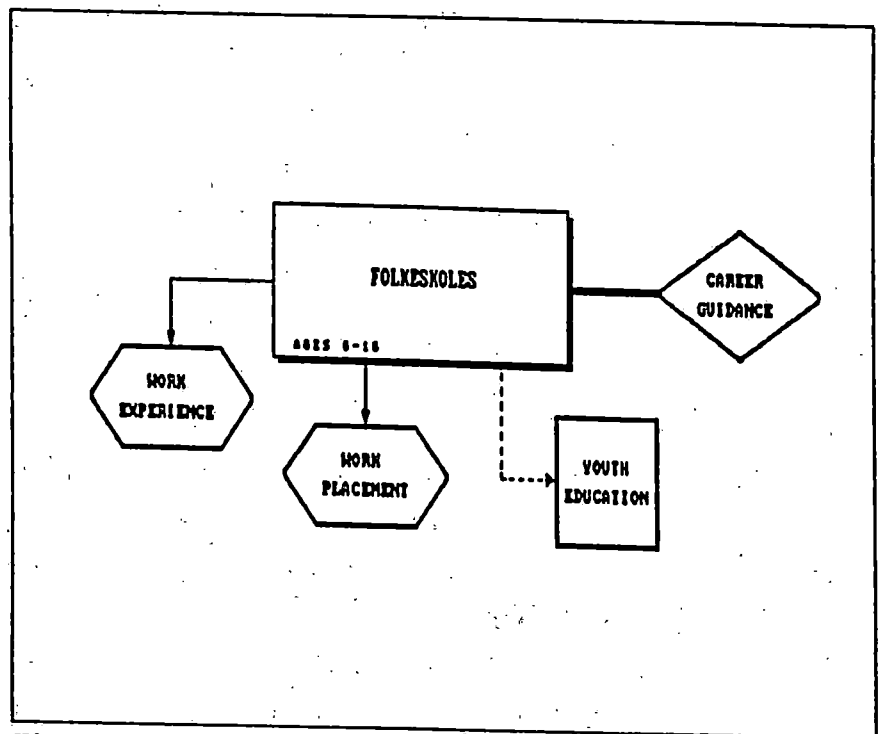 FOLKESKOLES
AGES 6-16
CAREER
GUIDANCE
WORK
EXPERIENCE
WORK
PLACEMENT
YOUTH
EDUCATION